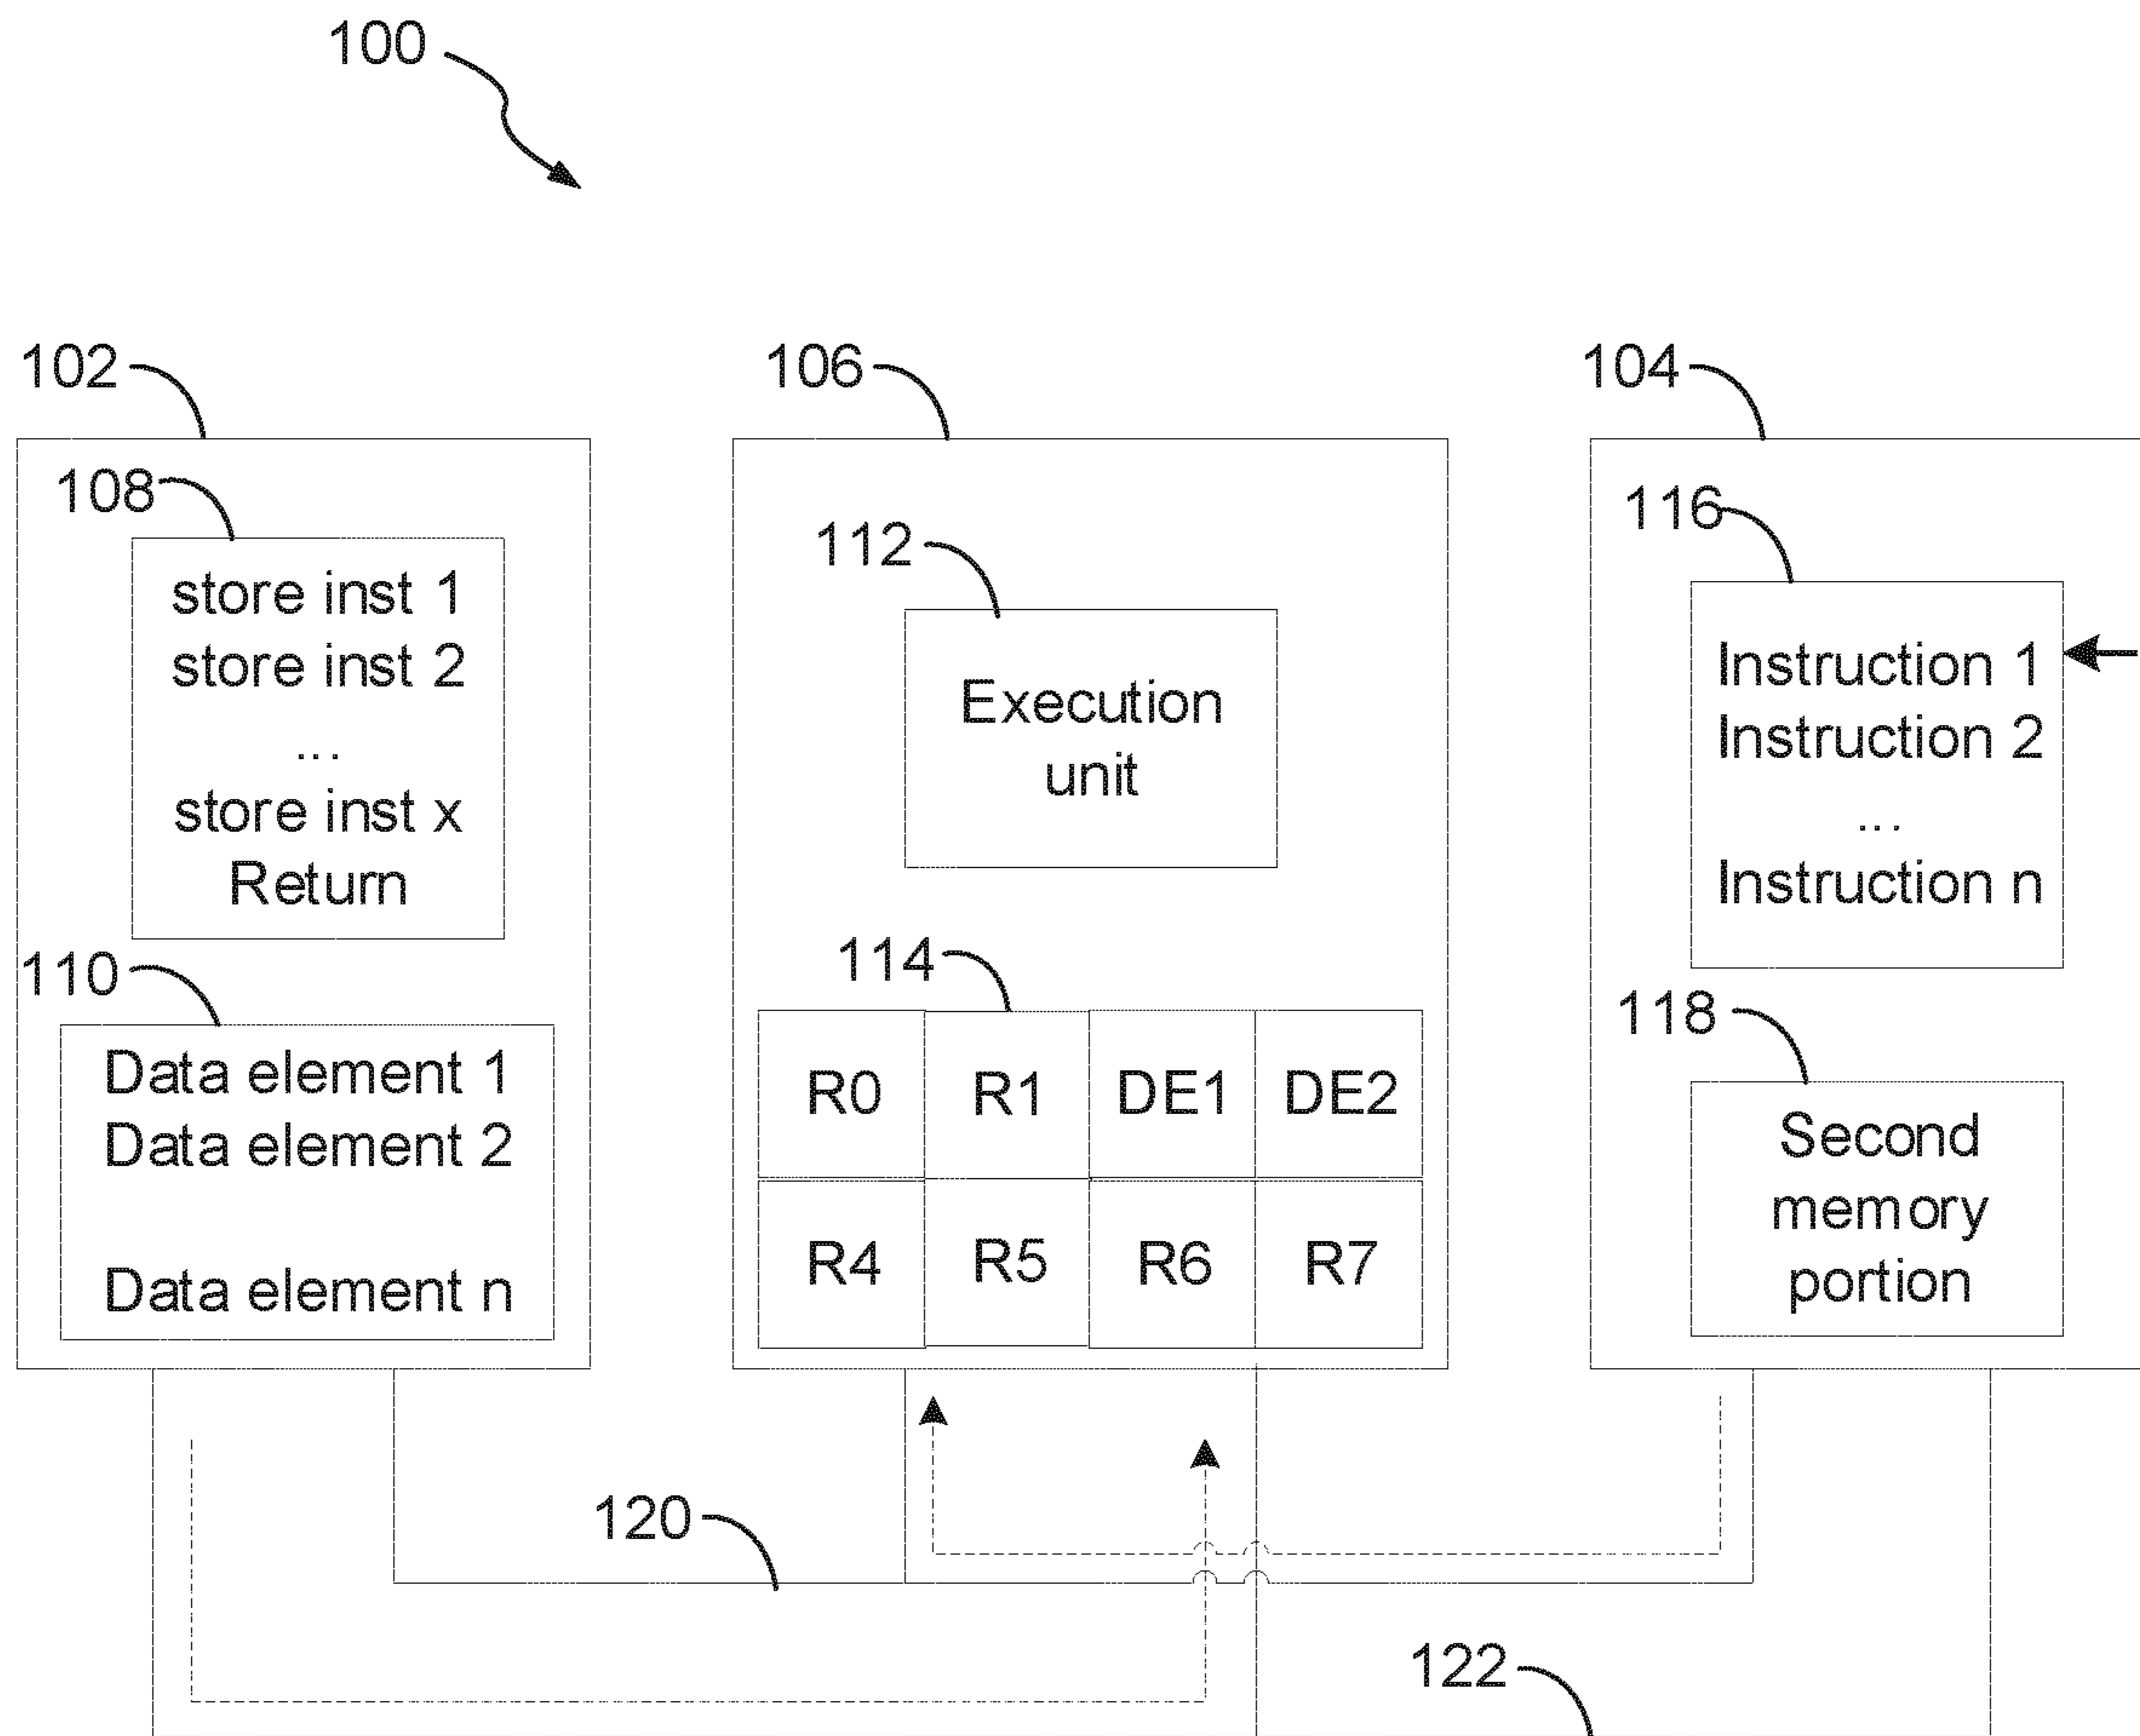 100
102
106
104
108
store inst 1
store inst 2
...
store inst x
Return
110
Data element 1
Data element 2
Data element n
112
Execution
unit
114
R0 R1 DE1 DE2
R4 R5 R6 R7
116
Instruction 1
Instruction 2
...
Instruction n
118
Second
memory
portion
120
122